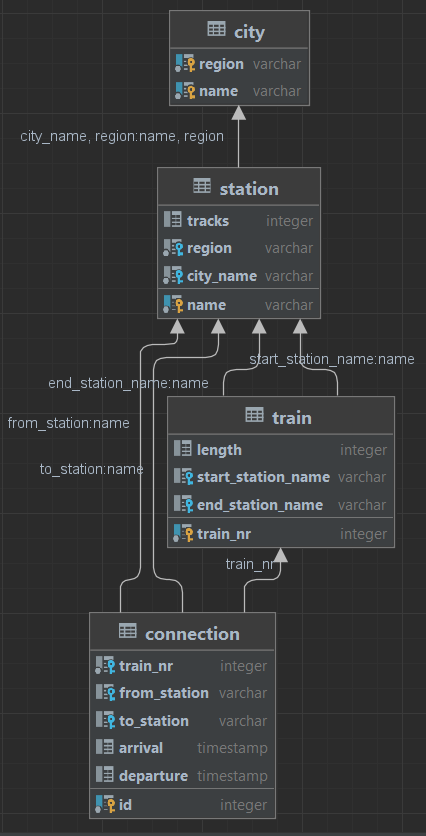 city
region varchar
name varchar
city_name, region:name, region
station
tracks integer
region varchar
city_name varchar
name varchar
start_station_name:name
end_station_name:name
from_station:name
to_station:name
train
length integer
start_station_name varchar
end_station_name varchar
train_nr integer
train_nr
connection
train_nr integer
from_station varchar
to_station varchar
arrival timestamp
departure timestamp
id integer